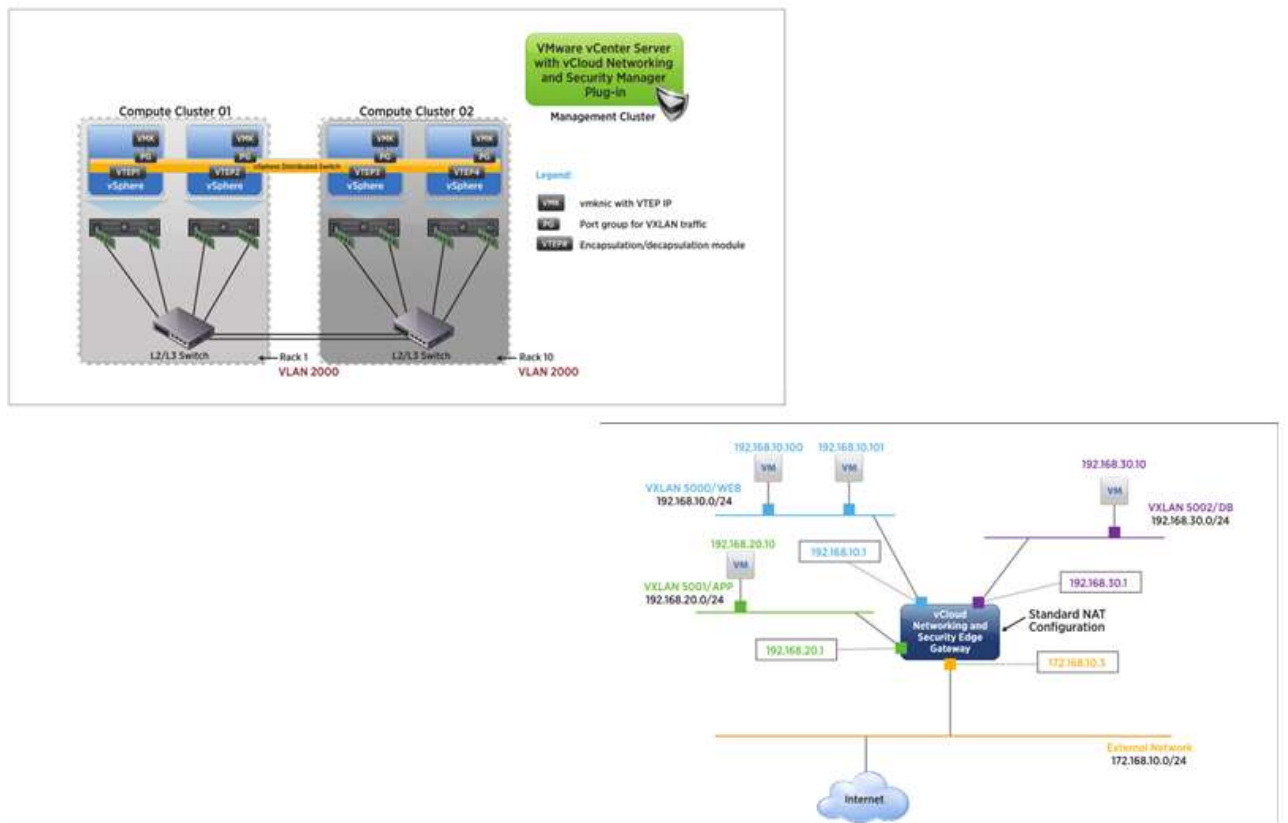 VMware vCenter Server
with vCloud Networking
and Security Manager
Plug-in
Management Cluster
Compute Cluster 01
Compute Cluster 02
VMK
VMK
VMK
VMK
PG
PG
PG
PG
vSphere Distributed Switch
VTEP1
VTEP2
VTEP3
VTEP4
vSphere
vSphere
vSphere
vSphere
Legend:
VMK vmknic with VTEP IP
PG Port group for VXLAN traffic
VTEP# Encapsulation/decapsulation module
L2/L3 Switch
Rack 1
VLAN 2000
L2/L3 Switch
Rack 10
VLAN 2000
192.168.10.100
192.168.10.101
VM
VM
VXLAN 5000/WEB
192.168.10.0/24
192.168.30.10
VM
VXLAN 5002/DB
192.168.30.0/24
192.168.20.10
VM
VXLAN 5001/APP
192.168.20.0/24
192.168.10.1
192.168.30.1
192.168.20.1
vCloud
Networking and
Security Edge
Gateway
Standard NAT
Configuration
172.168.10.3
External Network
172.168.10.0/24
Internet